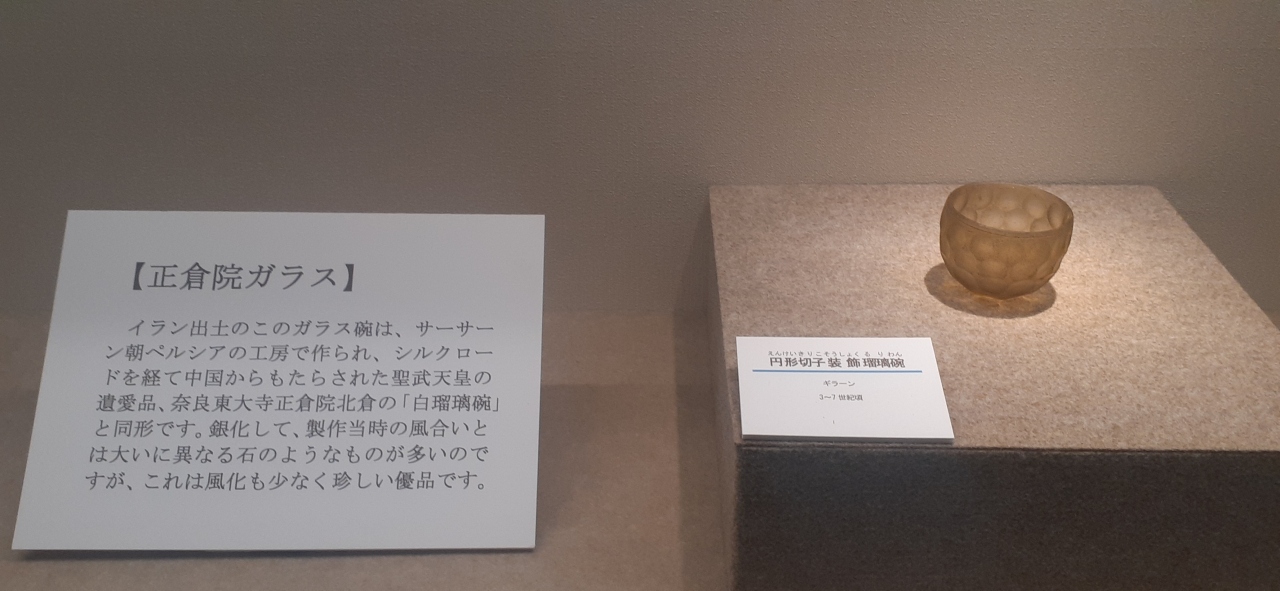 【正倉院ガラス】
イラン出土のこのガラス碗は、サーサー
ン朝ペルシアの工房で作られ、シルクロー
ドを経て中国からもたらされた聖武天皇の
遺愛品、奈良東大寺正倉院北倉の「白瑠璃碗」
と同形です。銀化して、製作当時の風合いと
は大いに異なる石のようなものが多いので
すが、これは風化も少なく珍しい優品です。
えんけいきりこそうしょくるりわん
円形切子装飾瑠璃碗
ギラーン
3～7世紀頃